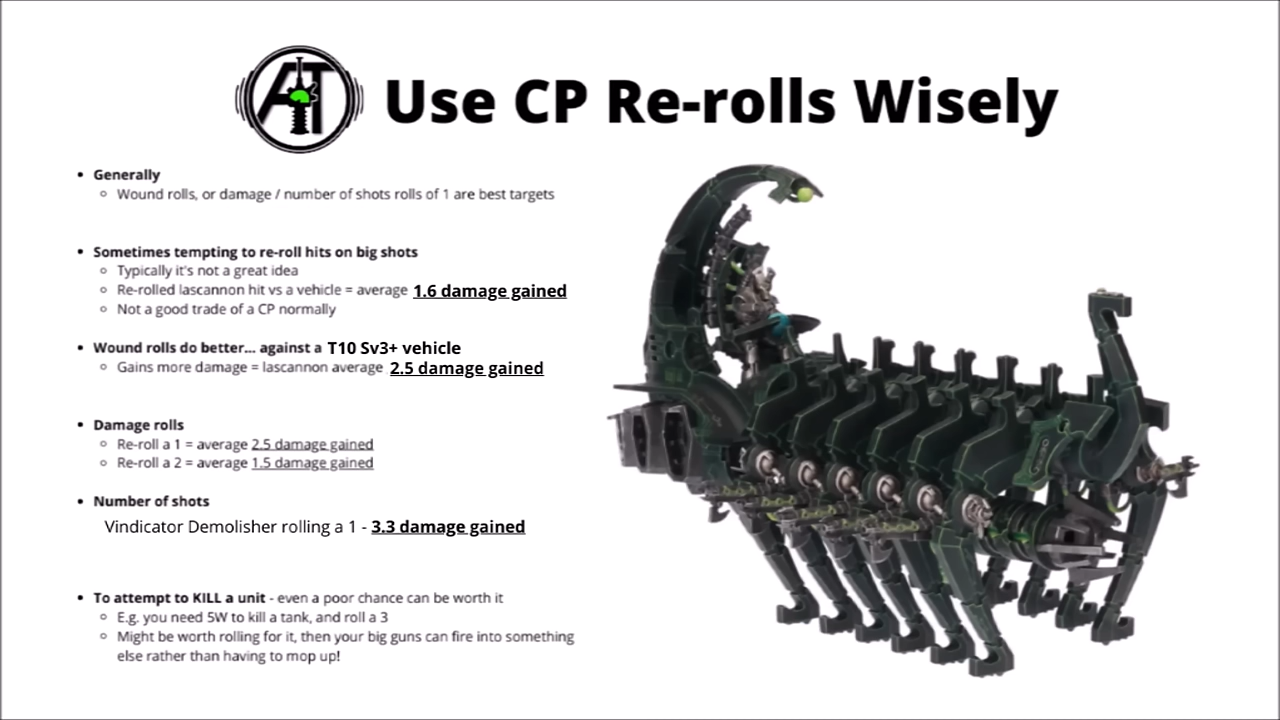 AT
Use CP Re-rolls Wisely
Generally
Wound rolls, or damage / number of shots rolls of 1 are best targets
Sometimes tempting to re-roll hits on big shots
Typically it's not a great idea
Re-rolled lascannon hit vs a vehicle = average 1.6 damage gained
Not a good trade of a CP normally
Wound rolls do better... against a T10 Sv3+ vehicle
Gains more damage = lascannon average 2.5 damage gained
Damage rolls
Re-roll a 1 = average 2.5 damage gained
Re-roll a 2 = average 1.5 damage gained
Number of shots
Vindicator Demolisher rolling a 1 - 3.3 damage gained
To attempt to KILL a unit - even a poor chance can be worth it
E.g. you need 5W to kill a tank, and roll a 3
Might be worth rolling for it, then your big guns can fire into something
else rather than having to mop up!